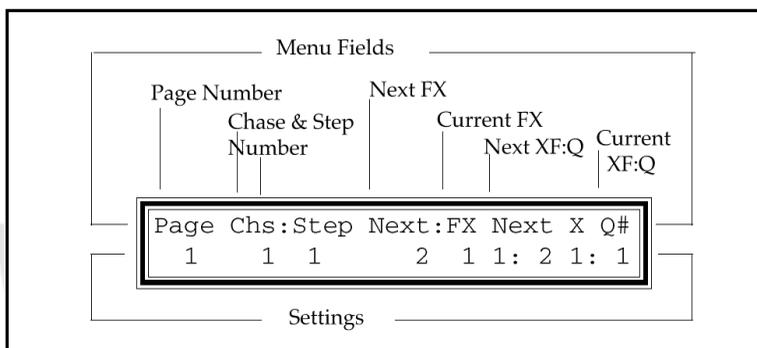 Menu Fields
Page Number
Next FX
Chase & Step
Number
Current FX
Next XF:Q
Current
XF:Q
Page Chs:Step Next:FX Next X Q#
1 1 1 2 1 1: 2 1: 1
Settings